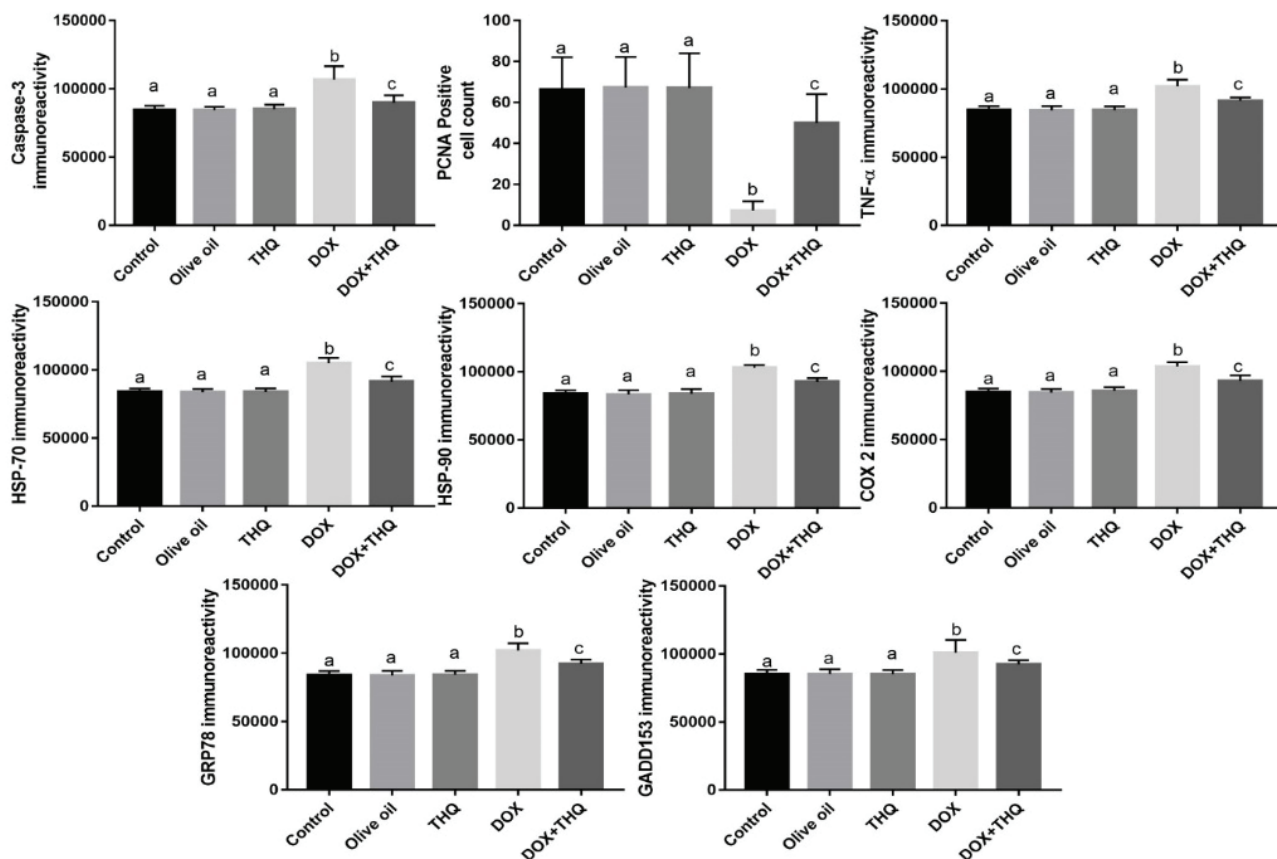 Caspase-3
immunoreactivity
150000
100000
50000
0
a
a
a
b
c
Control
Olive oil
THQ
DOX
DOX+THQ
PCNA Positive
cell count
100
80
60
40
20
0
a
a
a
b
c
Control
Olive oil
THQ
DOX
DOX+THQ
TNF-α immunoreactivity
150000
100000
50000
0
a
a
a
b
c
Control
Olive oil
THQ
DOX
DOX+THQ
HSP-70 immunoreactivity
150000
100000
50000
0
a
a
a
b
c
Control
Olive oil
THQ
DOX
DOX+THQ
HSP-90 immunoreactivity
150000
100000
50000
0
a
a
a
b
c
Control
Olive oil
THQ
DOX
DOX+THQ
COX 2 immunoreactivity
150000
100000
50000
0
a
a
a
b
c
Control
Olive oil
THQ
DOX
DOX+THQ
GRP78 immunoreactivity
150000
100000
50000
0
a
a
a
b
c
Control
Olive oil
THQ
DOX
DOX+THQ
GADD153 immunoreactivity
150000
100000
50000
0
a
a
a
b
c
Control
Olive oil
THQ
DOX
DOX+THQ